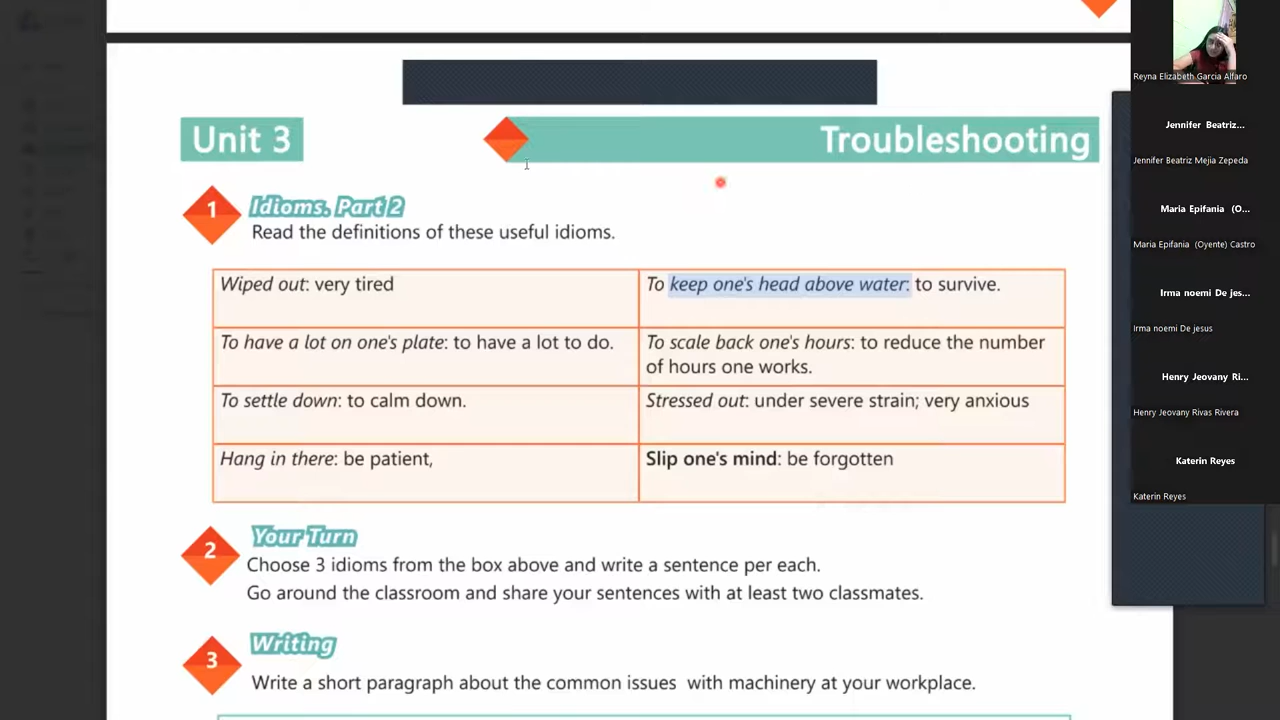 Unit 3
Troubleshooting
1
Idioms. Part 2
Read the definitions of these useful idioms.
Wiped out: very tired
To keep one's head above water: to survive.
To have a lot on one's plate: to have a lot to do.
To scale back one's hours: to reduce the number
of hours one works.
To settle down: to calm down.
Stressed out: under severe strain; very anxious
Hang in there: be patient,
Slip one's mind: be forgotten
2
Your Turn
Choose 3 idioms from the box above and write a sentence per each.
Go around the classroom and share your sentences with at least two classmates.
3
Writing
Write a short paragraph about the common issues with machinery at your workplace.
Reyna Elizabeth Garcia Alfaro
Jennifer Beatriz...
Jennifer Beatriz Mejia Zepeda
Maria Epifania (O...
Maria Epifania (Oyente) Castro
Irma noemi De jes...
Irma noemi De jesus
Henry Jeovany Ri...
Henry Jeovany Rivas Rivera
Katerin Reyes
Katerin Reyes